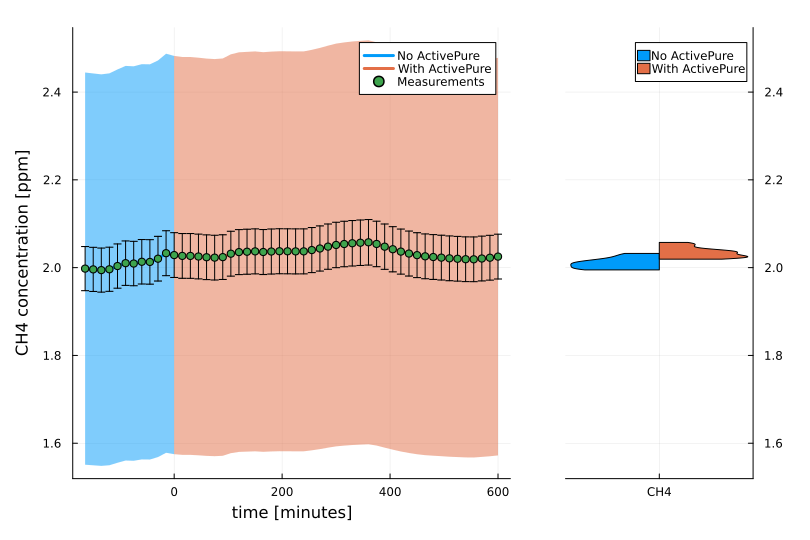 CH4 concentration [ppm]
2.4
2.2
2.0
1.8
1.6
0
200
400
600
time [minutes]
No ActivePure
With ActivePure
Measurements
No ActivePure
With ActivePure
2.4
2.2
2.0
1.8
1.6
CH4